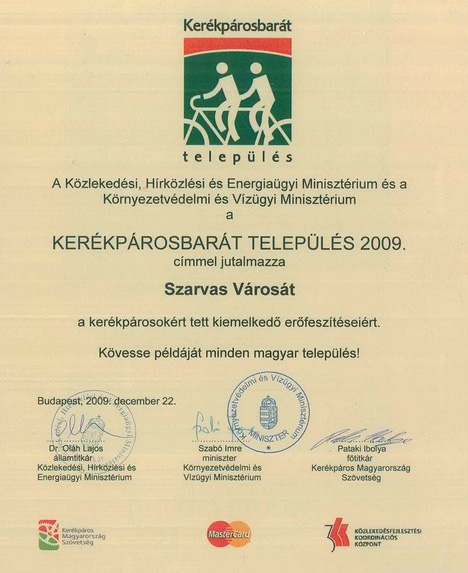 Kerékpárosbarát
település
A Közlekedési, Hírközlési és Energiaügyi Minisztérium és a
Környezetvédelmi és Vízügyi Minisztérium
a
KERÉKPÁROSBARÁT TELEPÜLÉS 2009.
címmel jutalmazza
Szarvas Városát
a kerékpárosokért tett kiemelkedő erőfeszítéseiért.
Kövesse példáját minden magyar település!
Budapest, 2009. december 22.
Környezetvédelmi és Vízügyi Minisztérium
MINISZTER
Dr. Oláh Lajos
államtitkár
Közlekedési, Hírközlési és
Energiaügyi Minisztérium
Szabó Imre
miniszter
Környezetvédelmi és
Vízügyi Minisztérium
Pataki Ibolya
főtitkár
Kerékpáros Magyarország
Szövetség
Kerékpáros
Magyarország
Szövetség
MasterCard
KÖZLEKEDÉSFEJLESZTÉSI
KOORDINÁCIÓS
KÖZPONT